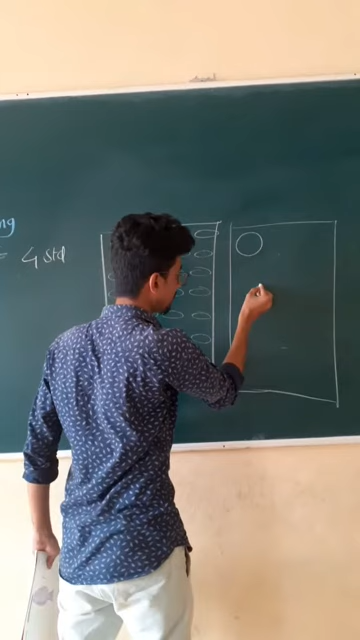 ng
= 4 std